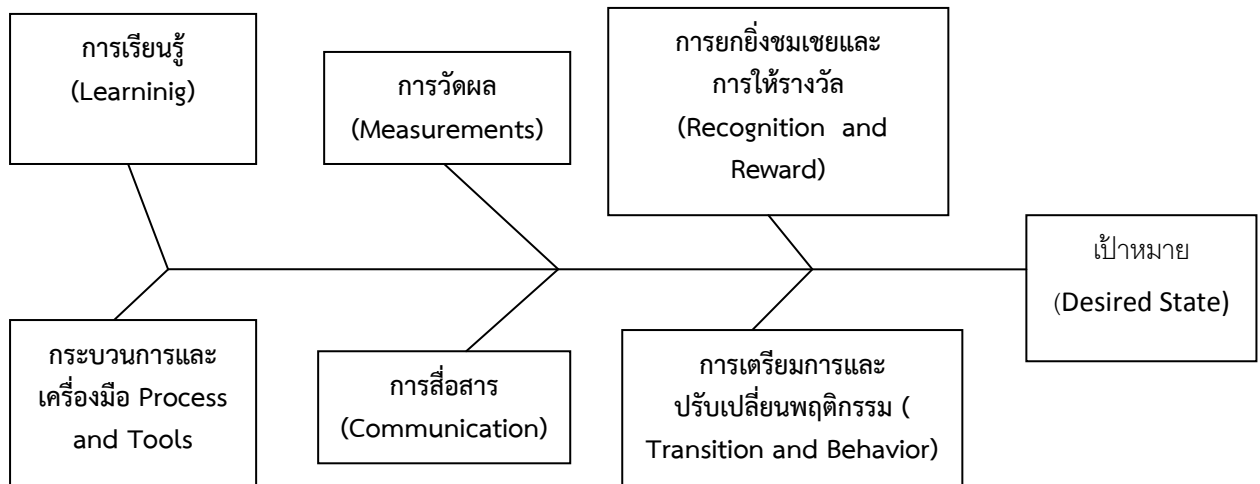 การเรียนรู้
(Learninig)
การวัดผล
(Measurements)
การยกยิ่งชมเชยและ
การให้รางวัล
(Recognition and
Reward)
เป้าหมาย
(Desired State)
กระบวนการและ
เครื่องมือ Process
and Tools
การสื่อสาร
(Communication)
การเตรียมการและ
ปรับเปลี่ยนพฤติกรรม (
Transition and Behavior)